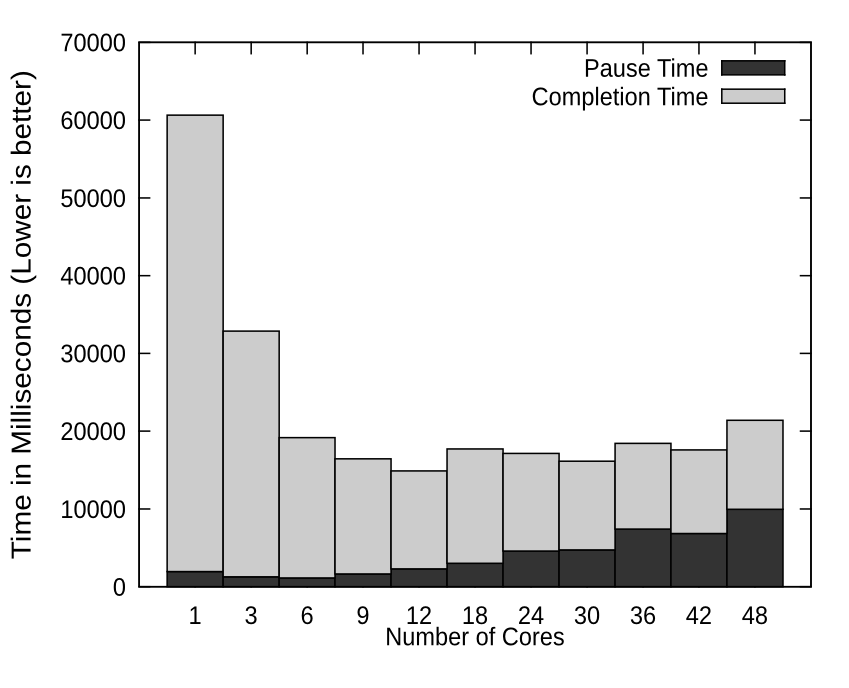 70000
60000
50000
40000
30000
20000
10000
0
Time in Milliseconds (Lower is better)
Pause Time
Completion Time
1 3 6 9 12 18 24 30 36 42 48
Number of Cores